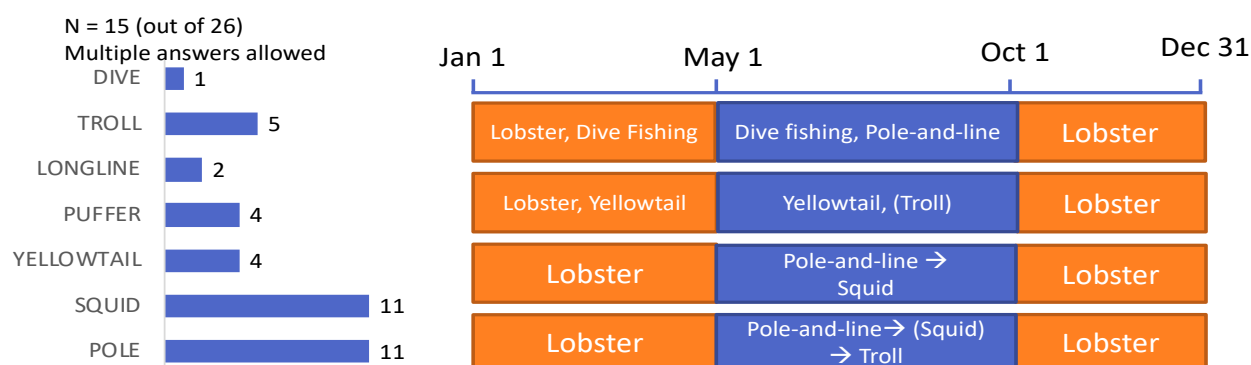 N = 15 (out of 26)
Multiple answers allowed
DIVE 1
TROLL 5
LONGLINE 2
PUFFER 4
YELLOWTAIL 4
SQUID 11
POLE 11
Jan 1 May 1 Oct 1 Dec 31
Lobster, Dive Fishing
Dive fishing, Pole-and-line
Lobster
Lobster, Yellowtail
Yellowtail, (Troll)
Lobster
Lobster
Pole-and-line →
Squid
Lobster
Lobster
Pole-and-line→ (Squid)
→ Troll
Lobster